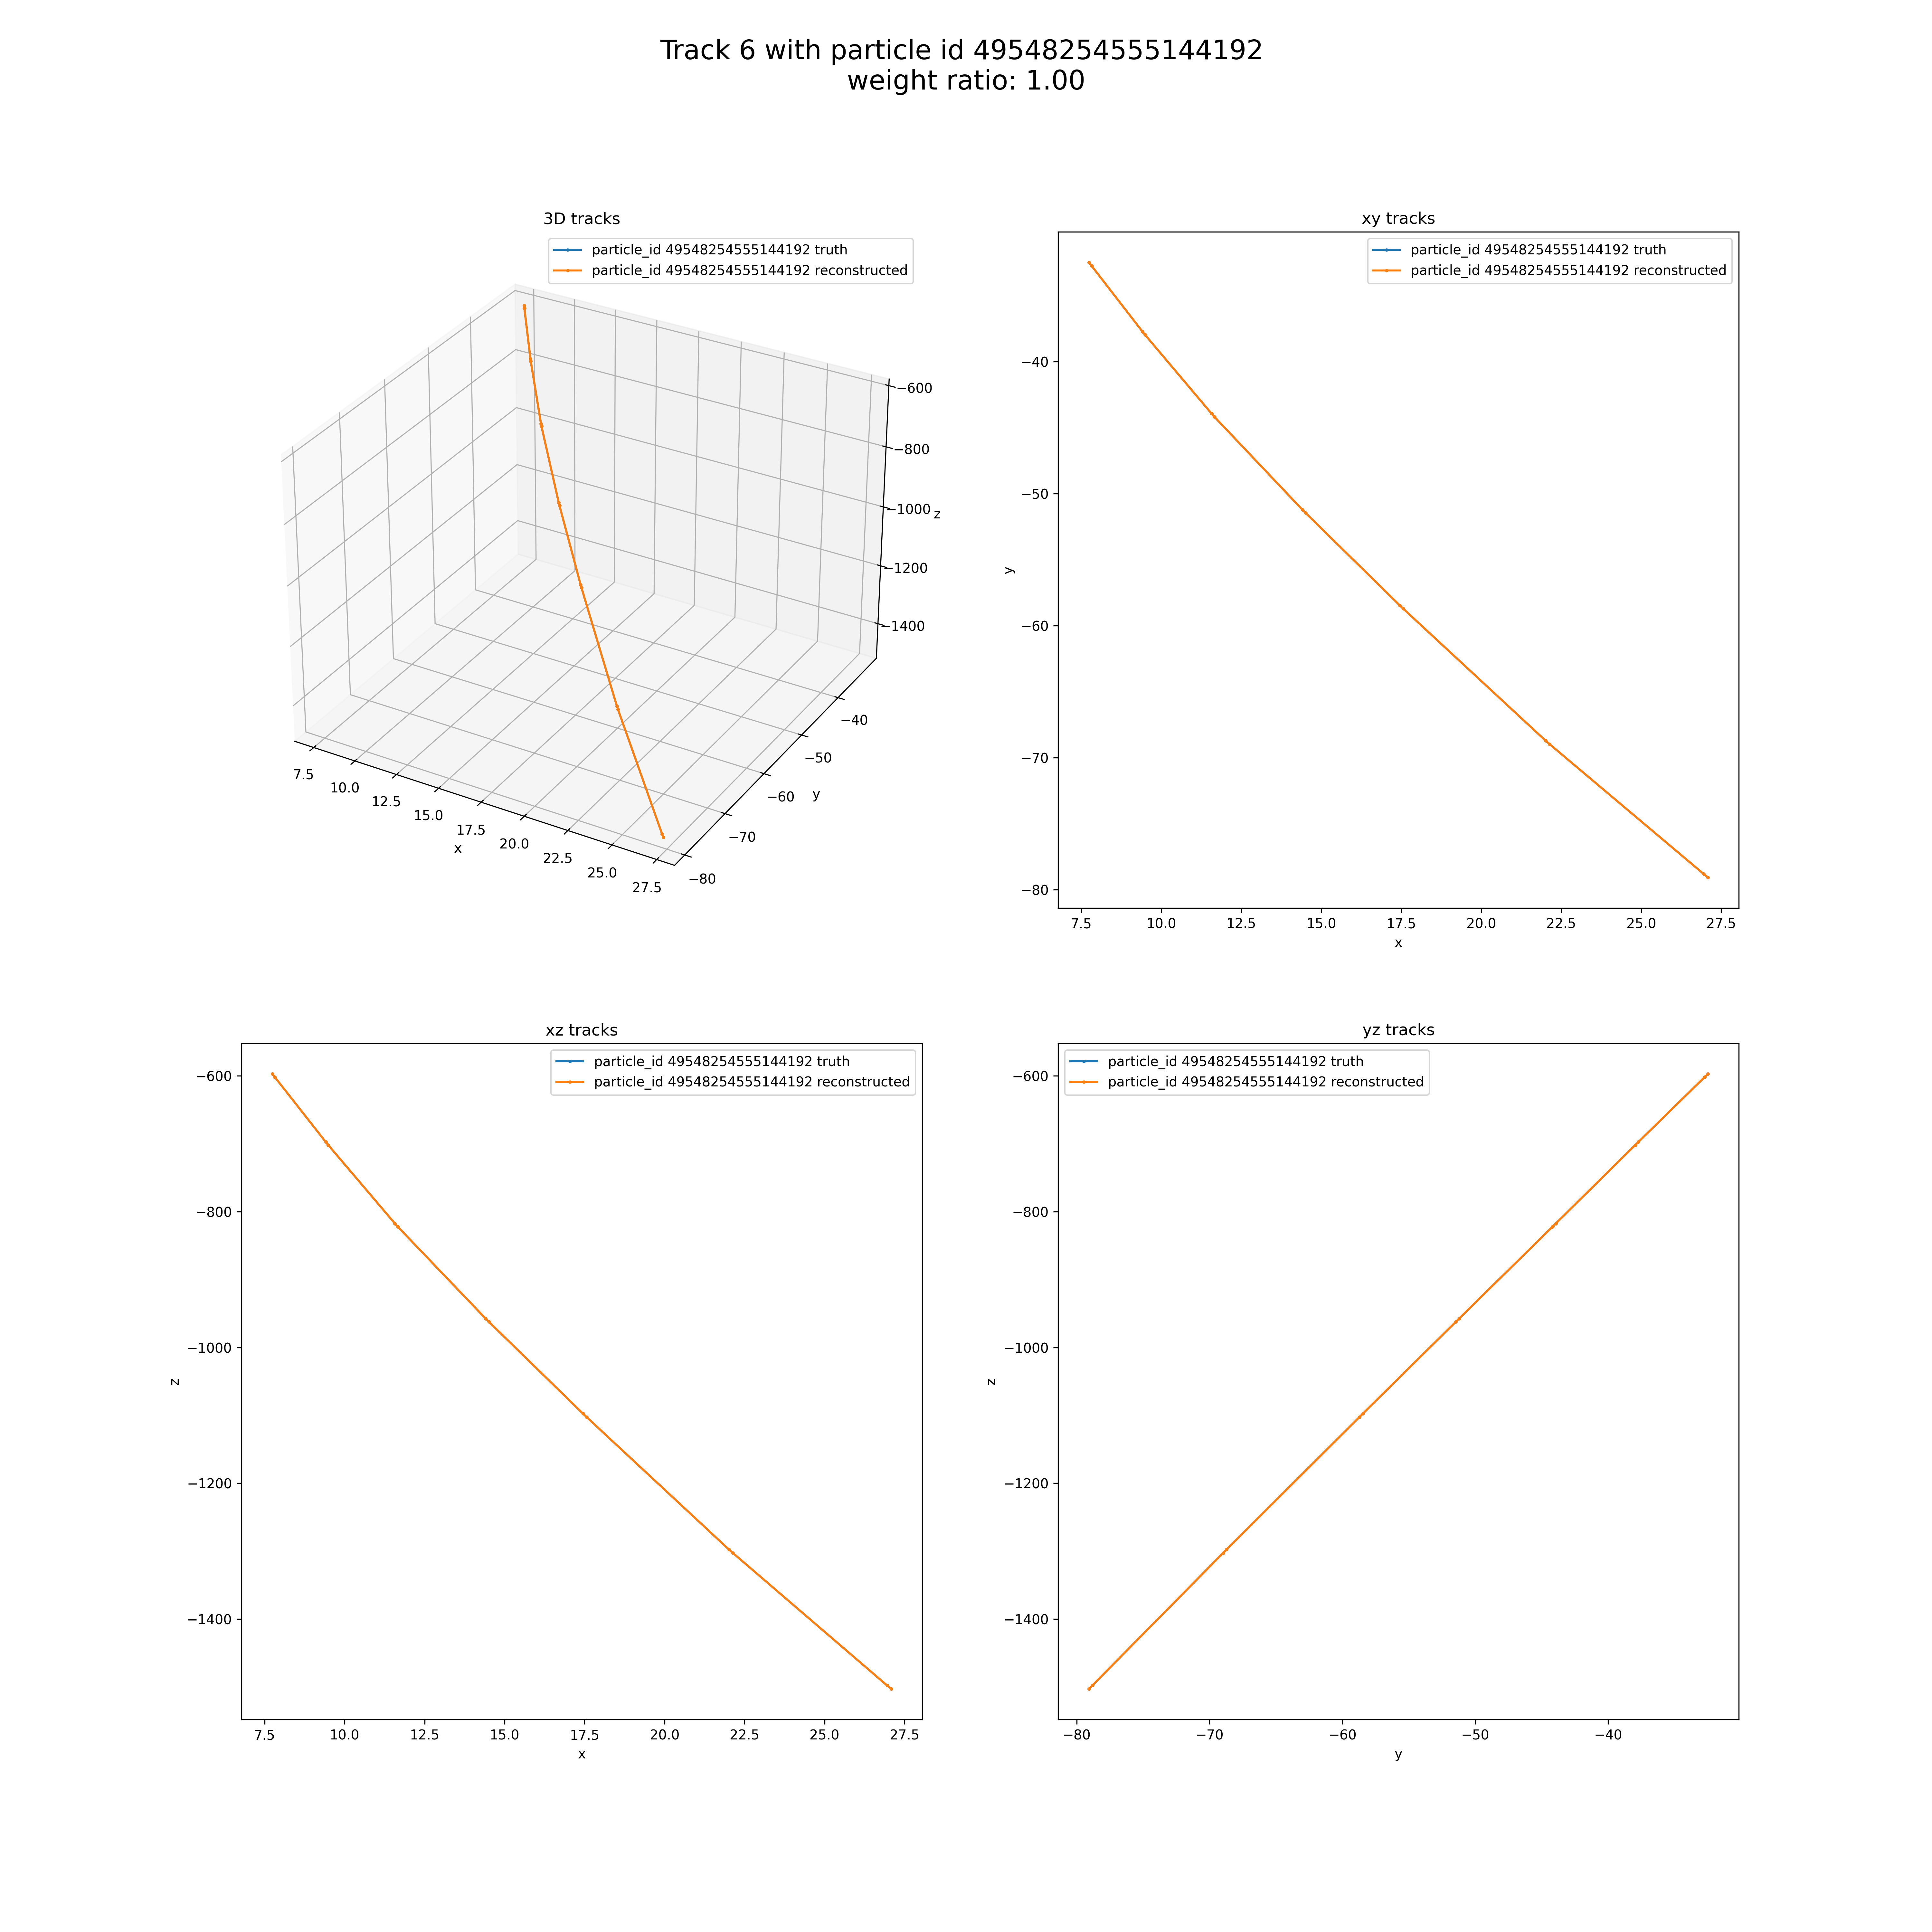 Track 6 with particle id 49548254555144192
weight ratio: 1.00
3D tracks
particle_id 49548254555144192 truth
particle_id 49548254555144192 reconstructed
−600
−800
−1000
z
−1200
−1400
−40
−50
−60
y
−70
−80
7.5
10.0
12.5
15.0
17.5
x
20.0
22.5
25.0
27.5
xy tracks
particle_id 49548254555144192 truth
particle_id 49548254555144192 reconstructed
−40
−50
y
−60
−70
−80
7.5 10.0 12.5 15.0 17.5 20.0 22.5 25.0 27.5
x
xz tracks
particle_id 49548254555144192 truth
particle_id 49548254555144192 reconstructed
−600
−800
−1000
z
−1200
−1400
7.5 10.0 12.5 15.0 17.5 20.0 22.5 25.0 27.5
x
yz tracks
particle_id 49548254555144192 truth
particle_id 49548254555144192 reconstructed
−600
−800
−1000
z
−1200
−1400
−80 −70 −60 −50 −40
y